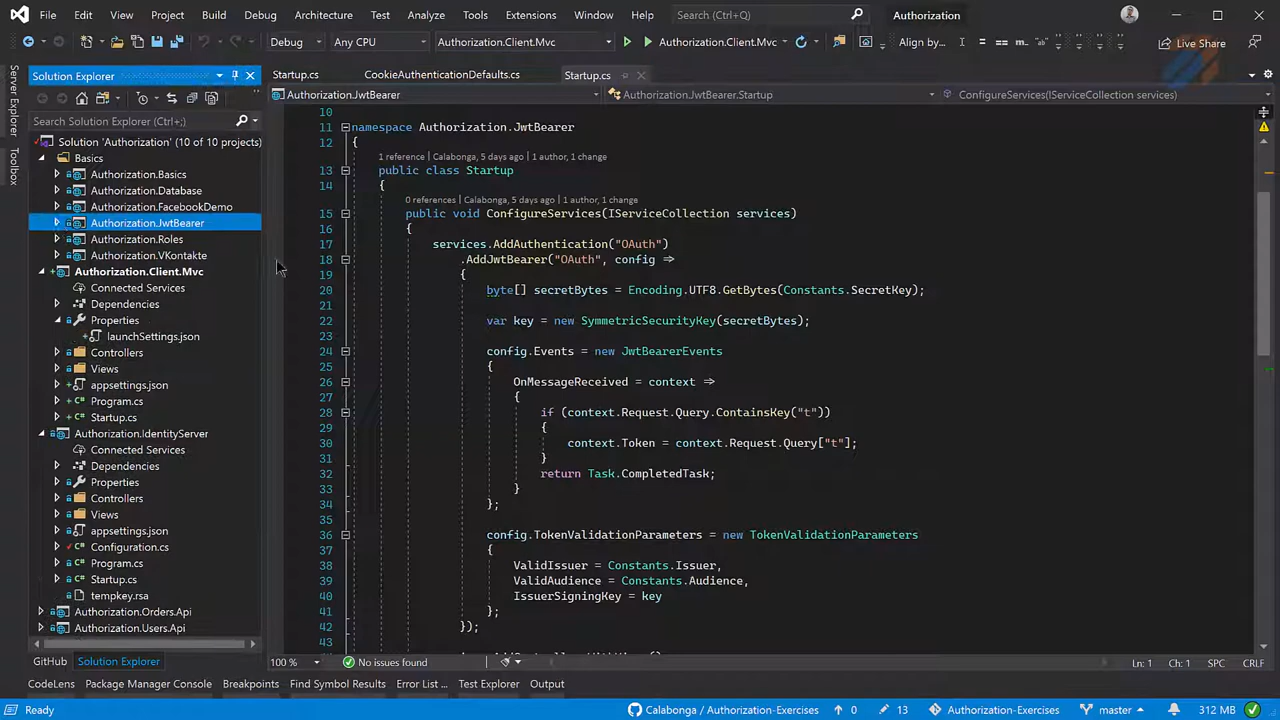 File Edit View Project Build Debug Architecture Test Analyze Tools Extensions Window Help Search (Ctrl+Q) Authorization
Debug Any CPU Authorization.Client.Mvc Authorization.Client.Mvc Align by... Live Share
Server Explorer
Toolbox
Solution Explorer
Search Solution Explorer (Ctrl+;)
Solution 'Authorization' (10 of 10 projects)
Basics
Authorization.Basics
Authorization.Database
Authorization.FacebookDemo
Authorization.JwtBearer
Authorization.Roles
Authorization.VKontakte
Authorization.Client.Mvc
Connected Services
Dependencies
Properties
launchSettings.json
Controllers
Views
appsettings.json
Program.cs
Startup.cs
Authorization.IdentityServer
Connected Services
Dependencies
Properties
Controllers
Views
appsettings.json
Configuration.cs
Program.cs
Startup.cs
tempkey.rsa
Authorization.Orders.Api
Authorization.Users.Api
GitHub Solution Explorer
Startup.cs CookieAuthenticationDefaults.cs Startup.cs
Authorization.JwtBearer Authorization.JwtBearer.Startup ConfigureServices(IServiceCollection services)
10
11 namespace Authorization.JwtBearer
12 {
1 reference | Calabonga, 5 days ago | 1 author, 1 change
13 public class Startup
14 {
0 references | Calabonga, 5 days ago | 1 author, 1 change
15 public void ConfigureServices(IServiceCollection services)
16 {
17 services.AddAuthentication("OAuth")
18 .AddJwtBearer("OAuth", config =>
19 {
20 byte[] secretBytes = Encoding.UTF8.GetBytes(Constants.SecretKey);
21
22 var key = new SymmetricSecurityKey(secretBytes);
23
24 config.Events = new JwtBearerEvents
25 {
26 OnMessageReceived = context =>
27 {
28 if (context.Request.Query.ContainsKey("t"))
29 {
30 context.Token = context.Request.Query["t"];
31 }
32 return Task.CompletedTask;
33 }
34 };
35
36 config.TokenValidationParameters = new TokenValidationParameters
37 {
38 ValidIssuer = Constants.Issuer,
39 ValidAudience = Constants.Audience,
40 IssuerSigningKey = key
41 };
42 });
43
100 % No issues found Ln: 1 Ch: 1 SPC CRLF
CodeLens Package Manager Console Breakpoints Find Symbol Results Error List ... Test Explorer Output
Ready Calabonga / Authorization-Exercises 0 13 Authorization-Exercises master 312 MB